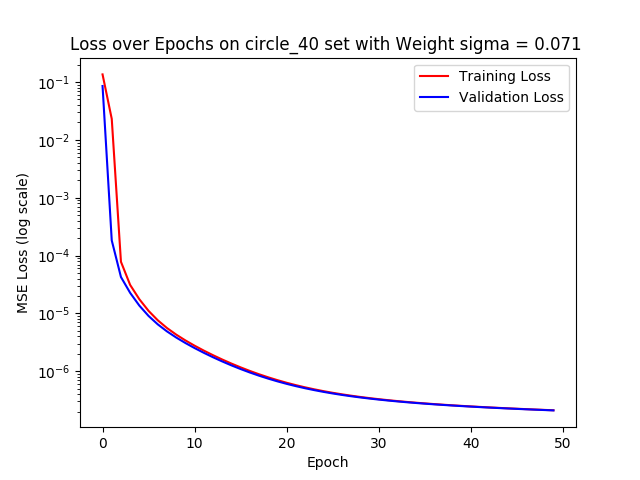 Loss over Epochs on circle_40 set with Weight sigma = 0.071
Training Loss
Validation Loss
MSE Loss (log scale)
10⁻¹
10⁻²
10⁻³
10⁻⁴
10⁻⁵
10⁻⁶
0 10 20 30 40 50
Epoch